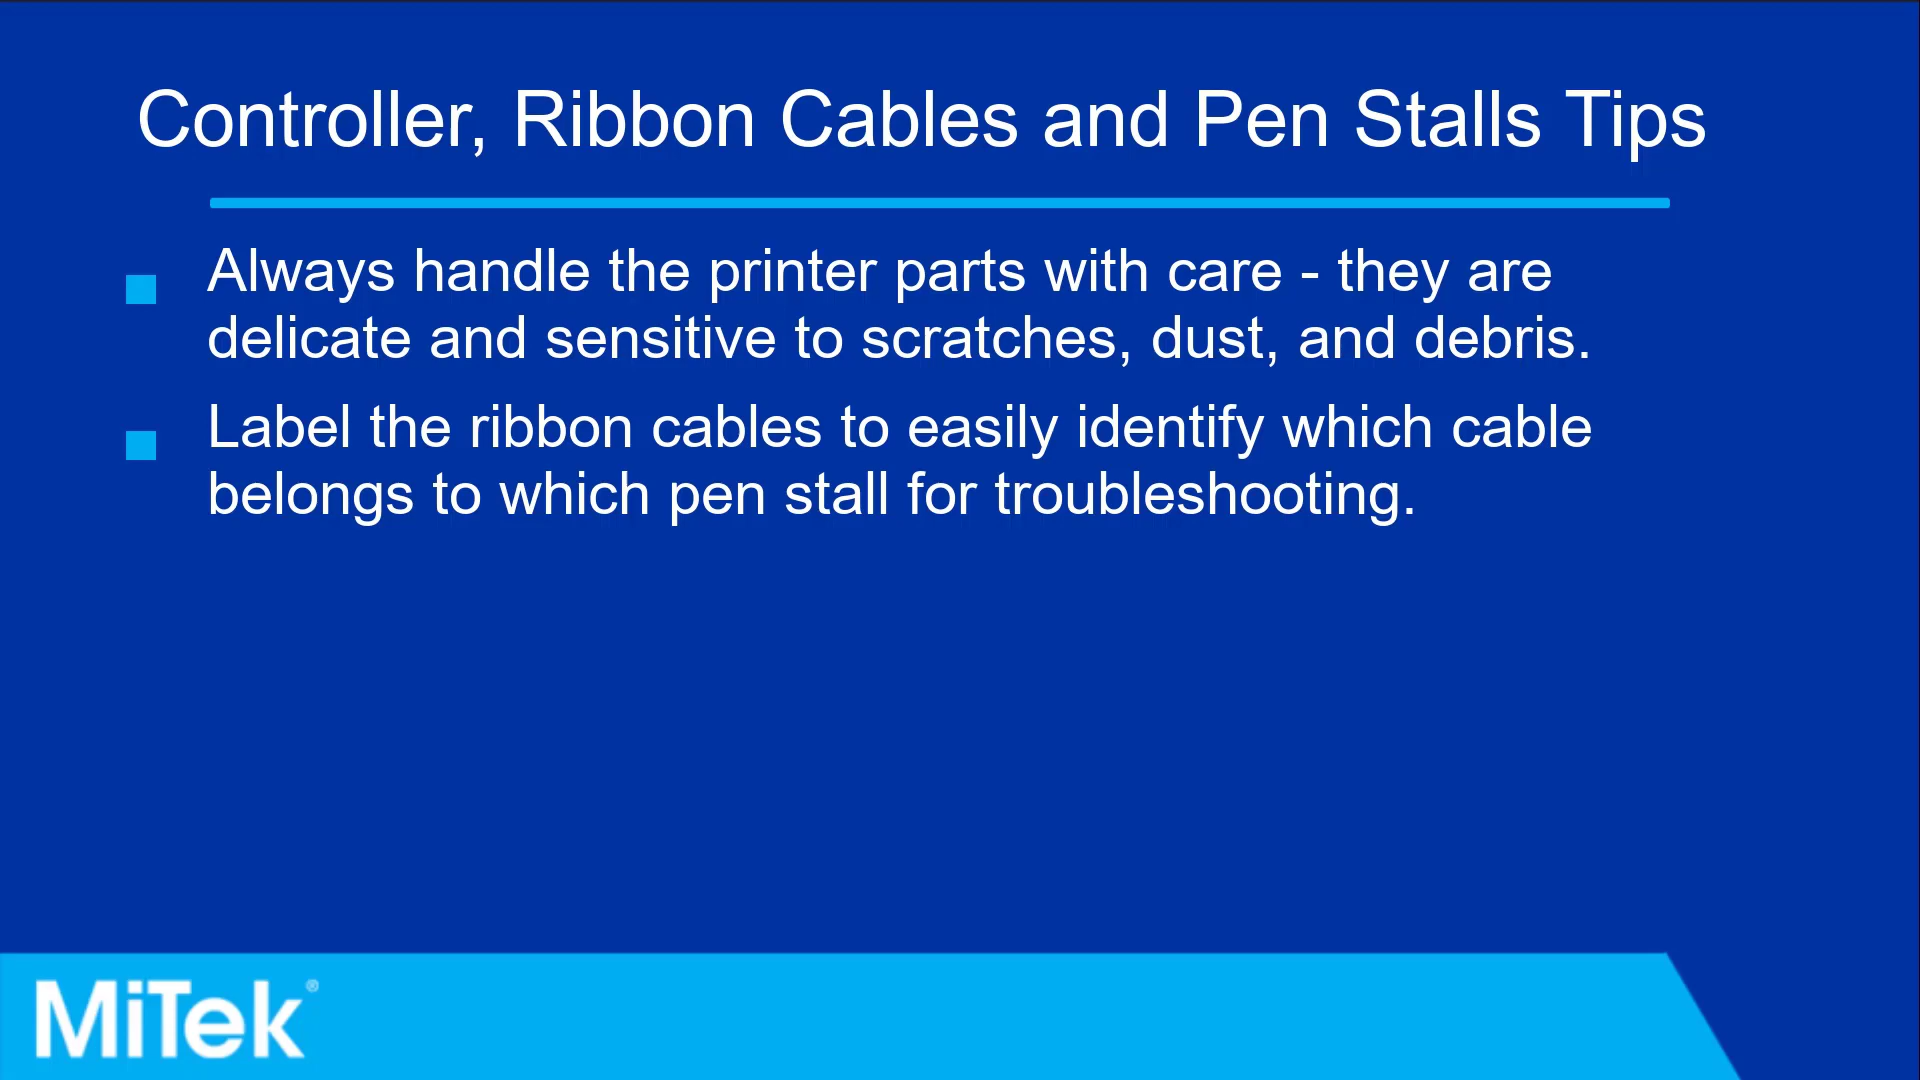 Controller, Ribbon Cables and Pen Stalls Tips
Always handle the printer parts with care - they are
delicate and sensitive to scratches, dust, and debris.
Label the ribbon cables to easily identify which cable
belongs to which pen stall for troubleshooting.
MiTek®